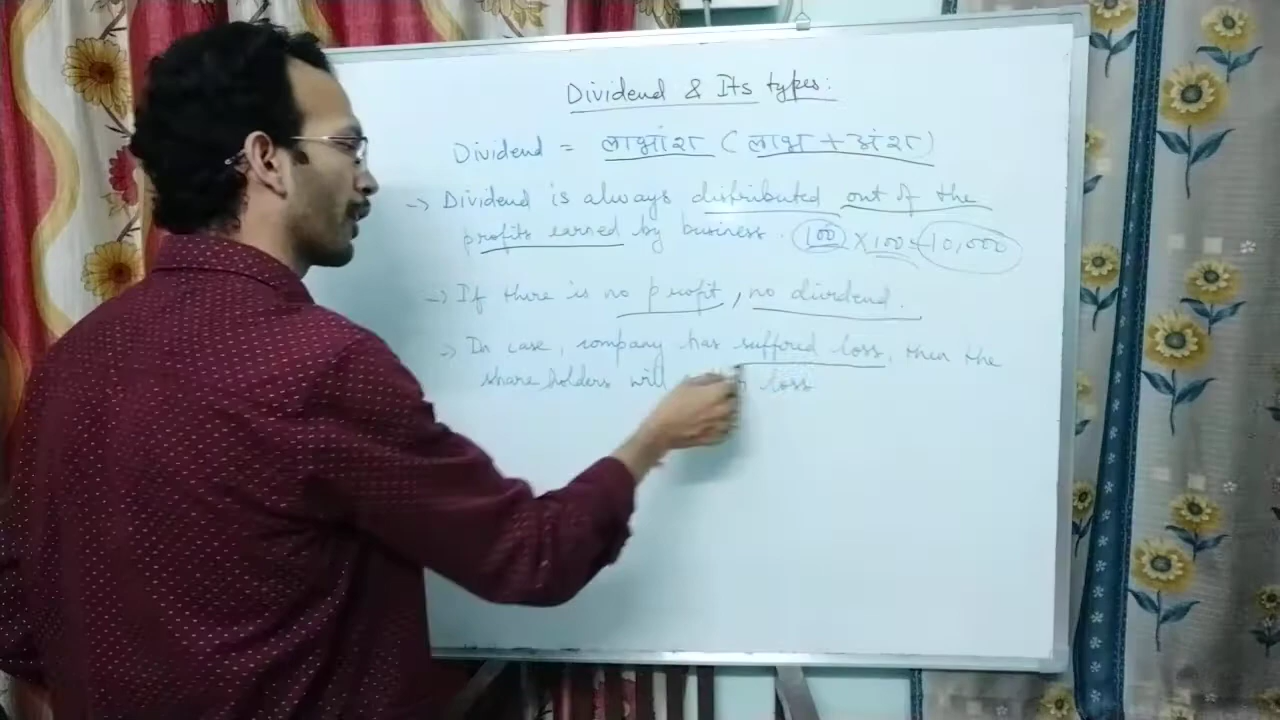 Dividend & Its types:
Dividend = लाभांश (लाभ + अंश)
-> Dividend is always distributed out of the
profits earned by business. 100 X 100 = 10,000
-> If there is no profit, no dividend.
-> In case, company has suffered loss, then the
share holders will loss